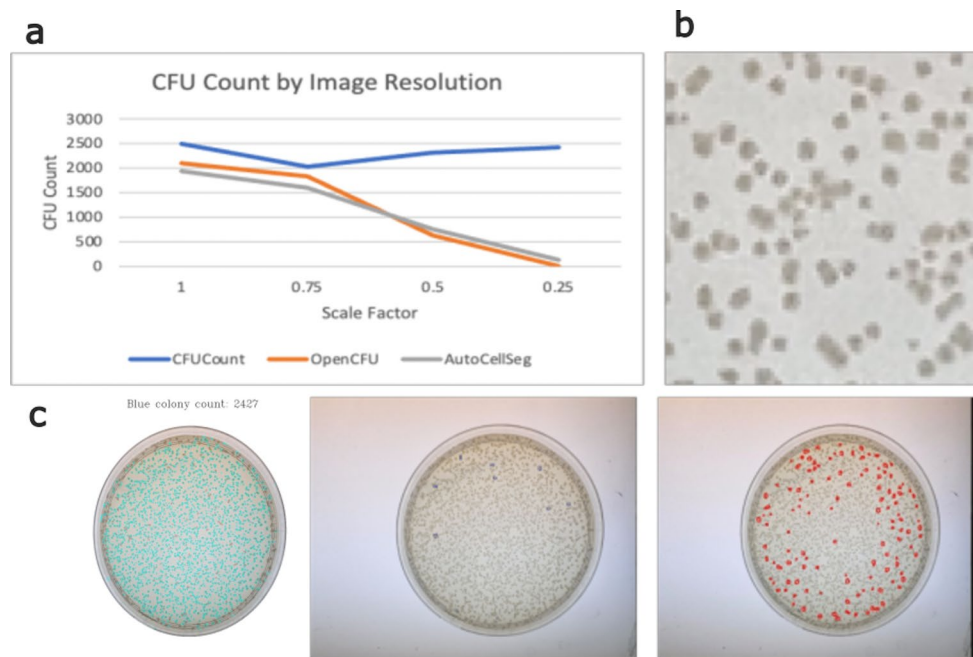 a
b
CFU Count by Image Resolution
3000
2500
2000
1500
1000
500
0
CFU Count
1 0.75 0.5 0.25
Scale Factor
CFUCount OpenCFU AutoCellSeg
c
Blue colony count: 2427